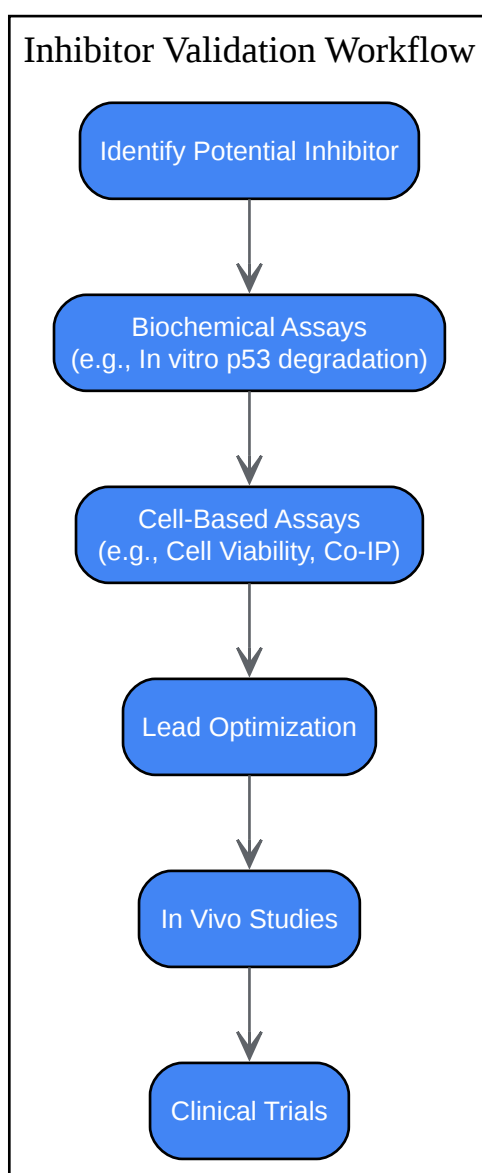 Inhibitor Validation Workflow
Identify Potential Inhibitor
Biochemical Assays
(e.g., In vitro p53 degradation)
Cell-Based Assays
(e.g., Cell Viability, Co-IP)
Lead Optimization
In Vivo Studies
Clinical Trials